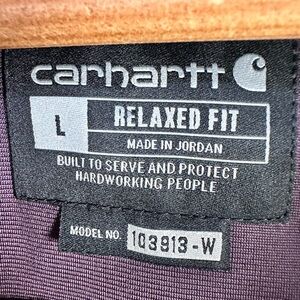 carhartt
L RELAXED FIT
MADE IN JORDAN
BUILT TO SERVE AND PROTECT
HARDWORKING PEOPLE
MODEL NO. 103913-W